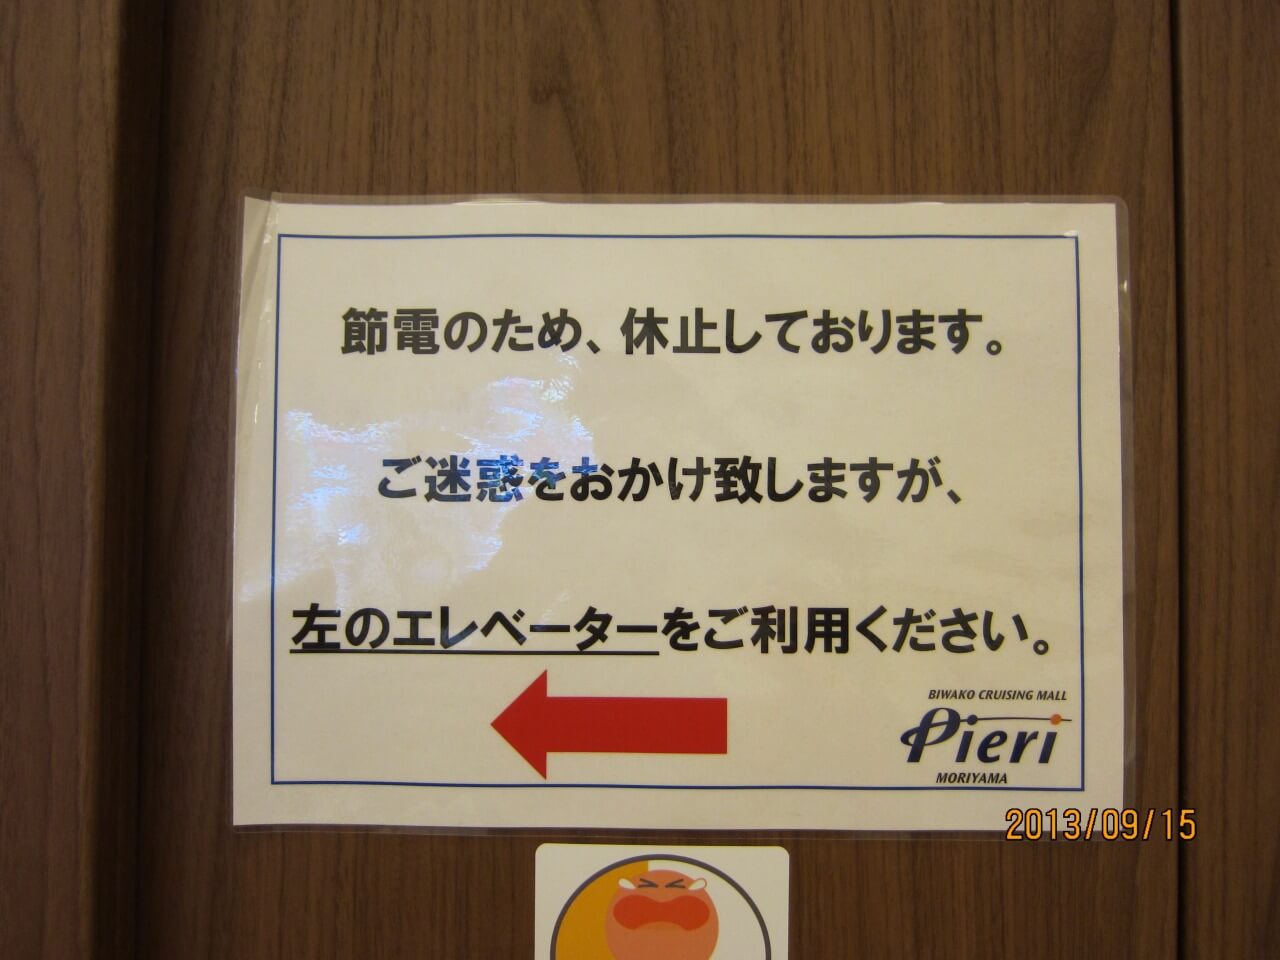 節電のため、休止しております。
ご迷惑をおかけ致しますが、
左のエレベーターをご利用ください。
BIWAKO CRUISING MALL
Pieri
MORIYAMA
2013/09/15